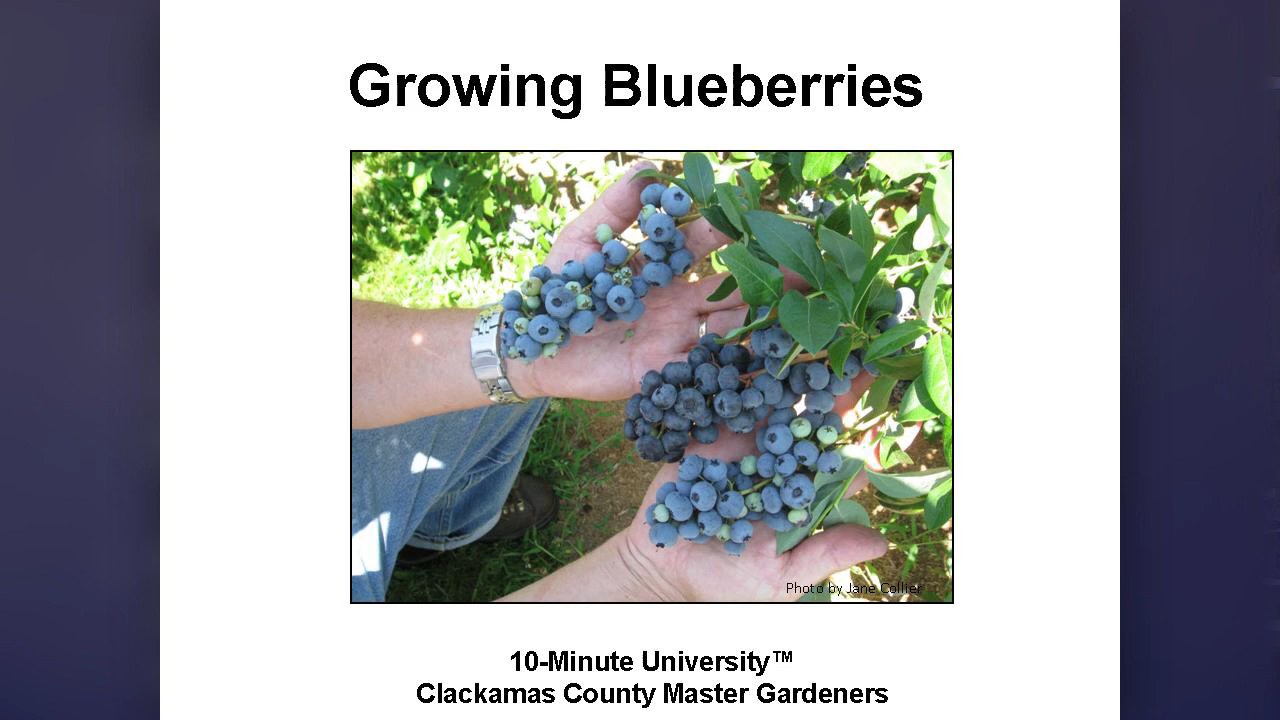 Growing Blueberries
Photo by Jane Collier
10-Minute University™
Clackamas County Master Gardeners